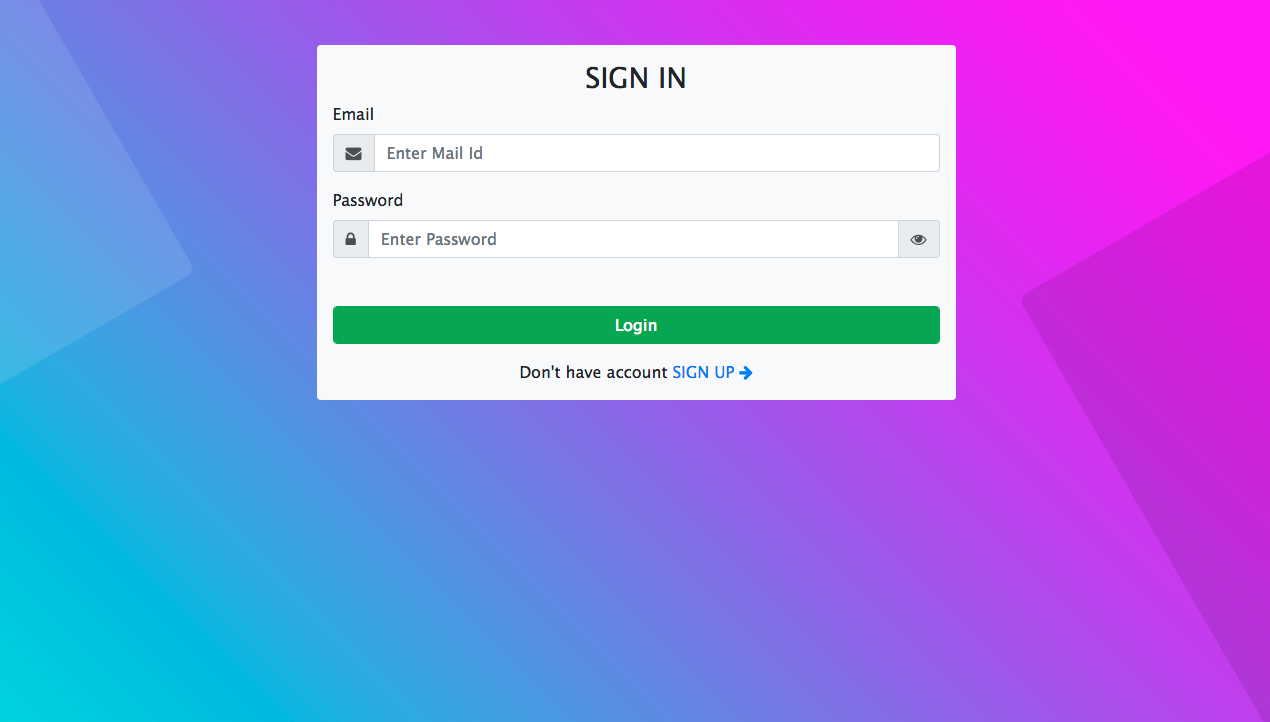 SIGN IN
Email
Enter Mail Id
Password
Enter Password
Login
Don't have account SIGN UP